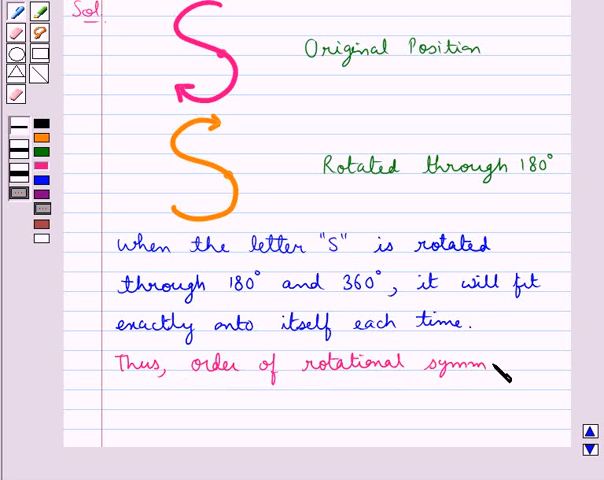 Sol
Original Position
Rotated through 180°
When the letter "S" is rotated
through 180° and 360°, it will fit
exactly onto itself each time.
Thus, order of rotational symm